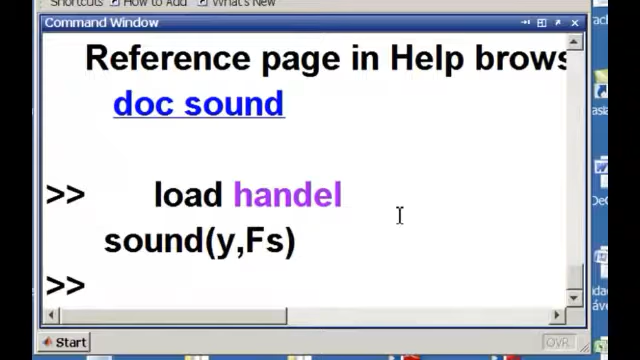 Shortcuts How to Add What's New
Command Window
Reference page in Help brows
doc sound
>> load handel
sound(y,Fs)
>>
Start
OVR